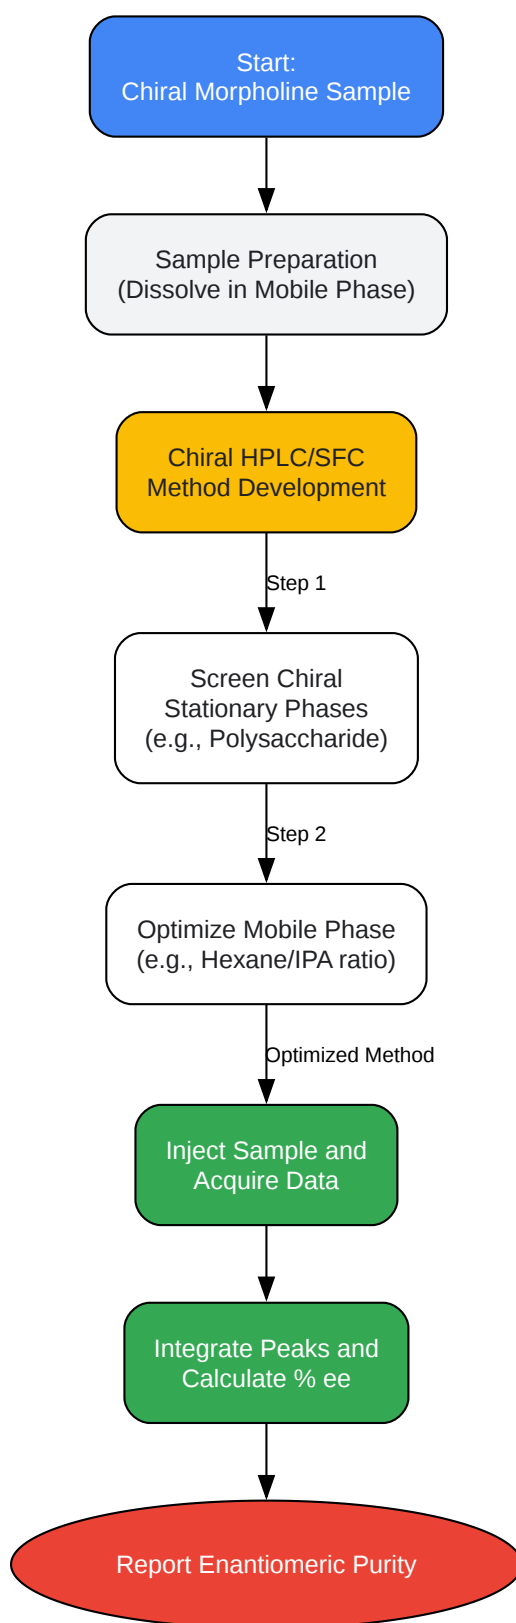 Start:
Chiral Morpholine Sample
Sample Preparation
(Dissolve in Mobile Phase)
Chiral HPLC/SFC
Method Development
Step 1
Screen Chiral
Stationary Phases
(e.g., Polysaccharide)
Step 2
Optimize Mobile Phase
(e.g., Hexane/IPA ratio)
Optimized Method
Inject Sample and
Acquire Data
Integrate Peaks and
Calculate % ee
Report Enantiomeric Purity